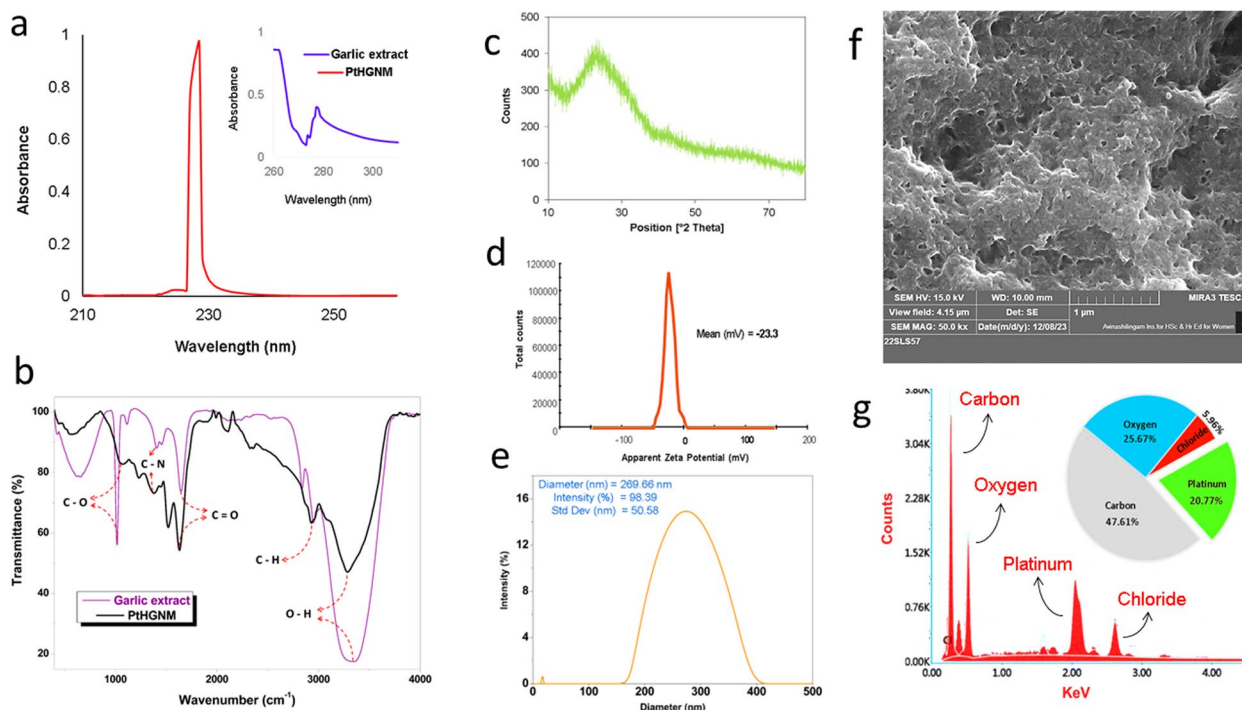 a
Absorbance
1
0.8
0.6
0.4
0.2
0
210
230
250
Wavelength (nm)
Garlic extract
PtHGNM
Absorbance
1
0.5
0
260
280
300
Wavelength (nm)
b
Transmittance (%)
100
80
60
40
20
C - O
C - N
C = O
C - H
O - H
Garlic extract
PtHGNM
1000
2000
3000
4000
Wavenumber (cm-1)
c
Counts
500
400
300
200
100
0
10
30
50
70
Position [°2 Theta]
d
Total counts
120000
100000
80000
60000
40000
20000
0
Mean (mV) = -23.3
-100
0
100
200
Apparent Zeta Potential (mV)
e
Diameter (nm) = 269.66 nm
Intensity (%) = 98.39
Std Dev (nm) = 50.58
Intensity (%)
16
12
8
4
0
0
100
200
300
400
500
Diameter (nm)
f
SEM HV: 15.0 kV
WD: 10.00 mm
MIRA3 TESC
View field: 4.15 µm
Det: SE
1 µm
SEM MAG: 50.0 kx
Date(m/d/y): 12/08/23
Avinashilingam Ins for HSc & Hr Ed for Women
22SLS57
g
3.80K
3.04K
2.28K
1.52K
0.76K
0.00K
Counts
Carbon
Oxygen
Platinum
Chloride
C
Oxygen
25.67%
5.96%
Chloride
Platinum
20.77%
Carbon
47.61%
0.00
1.00
2.00
3.00
4.00
KeV